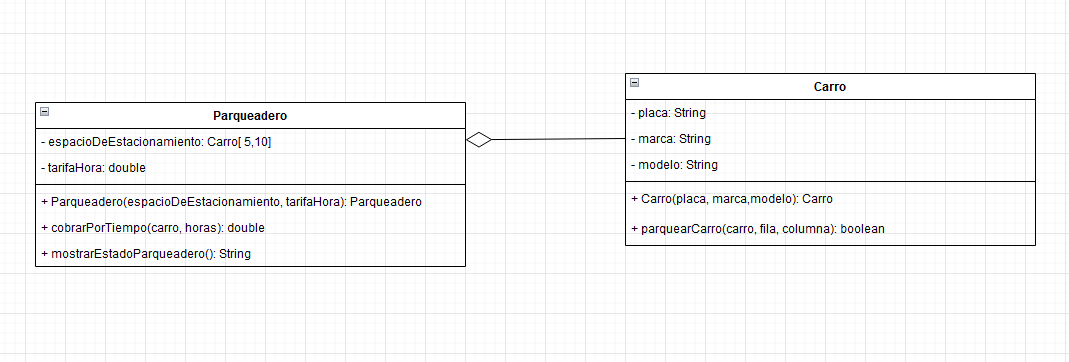 Parqueadero
- espacioDeEstacionamiento: Carro[ 5,10]
- tarifaHora: double
+ Parqueadero(espacioDeEstacionamiento, tarifaHora): Parqueadero
+ cobrarPorTiempo(carro, horas): double
+ mostrarEstadoParqueadero(): String
Carro
- placa: String
- marca: String
- modelo: String
+ Carro(placa, marca,modelo): Carro
+ parquearCarro(carro, fila, columna): boolean